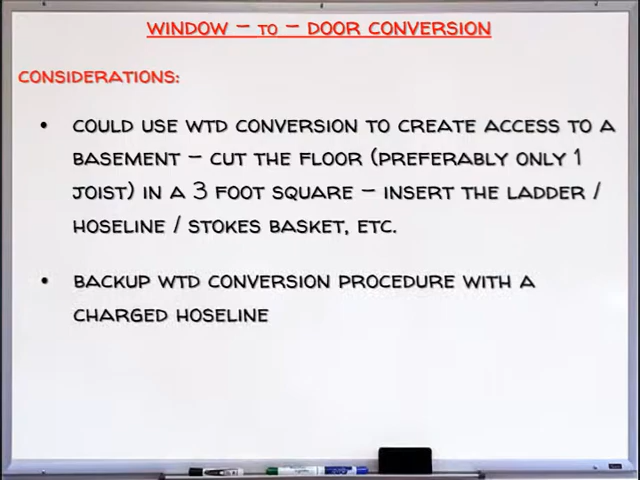 WINDOW – TO – DOOR CONVERSION
CONSIDERATIONS:
• COULD USE WTD CONVERSION TO CREATE ACCESS TO A
BASEMENT – CUT THE FLOOR (PREFERABLY ONLY 1
JOIST) IN A 3 FOOT SQUARE – INSERT THE LADDER /
HOSELINE / STOKES BASKET, ETC.
• BACKUP WTD CONVERSION PROCEDURE WITH A
CHARGED HOSELINE